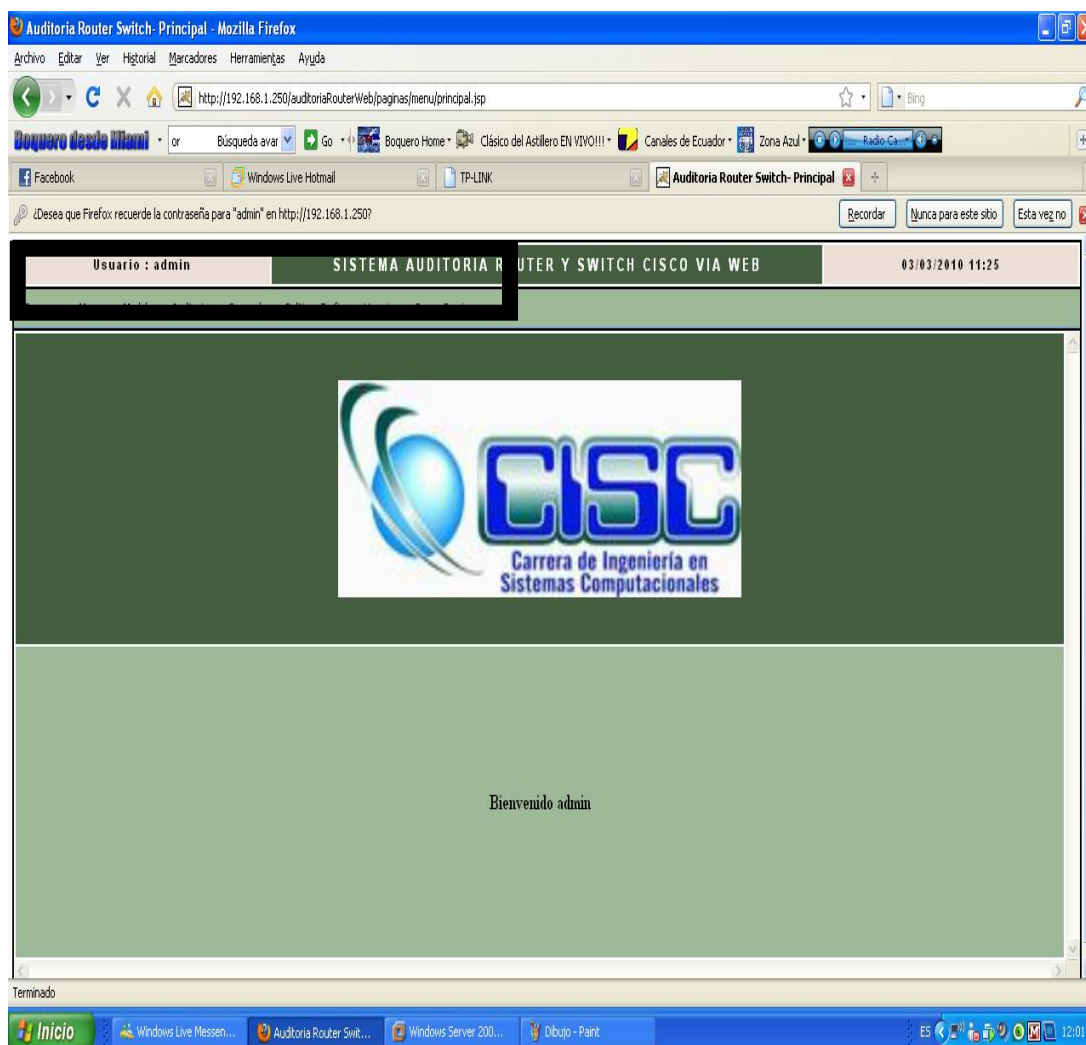 Auditoria Router Switch- Principal - Mozilla Firefox
Archivo Editar Ver Historial Marcadores Herramientas Ayuda
http://192.168.1.250/auditoriaRouterWeb/paginas/menu/principal.jsp
Bing
Boquero desde Miami or Búsqueda avar Go Boquero Home Clásico del Astillero EN VIVO!!! Canales de Ecuador Zona Azul Radio Ca...
Facebook Windows Live Hotmail TP-LINK Auditoria Router Switch- Principal
¿Desea que Firefox recuerde la contraseña para "admin" en http://192.168.1.250? Recordar Nunca para este sitio Esta vez no
Usuario : admin SISTEMA AUDITORIA ROUTER Y SWITCH CISCO VIA WEB 03/03/2010 11:25
CISC
Carrera de Ingeniería en
Sistemas Computacionales
Bienvenido admin
Terminado
Inicio Windows Live Messen... Auditoria Router Swit... Windows Server 200... Dibujo - Paint ES 12:01